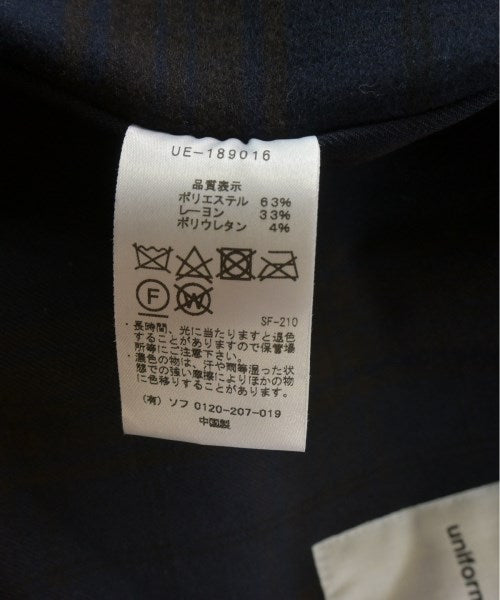 UE-189016
品質表示
ポリエステル 63%
レーヨン 33%
ポリウレタン 4%
F W
SF-210
・長時間、光に当たりますと退色
することがありますので保管場
所等にご注意下さい。
・濃色の物は、汗や雨等湿った状
態での強い摩擦によりほかの物
に色移りすることがあります。
(有) ソフ 0120-207-019
中国製
uniform